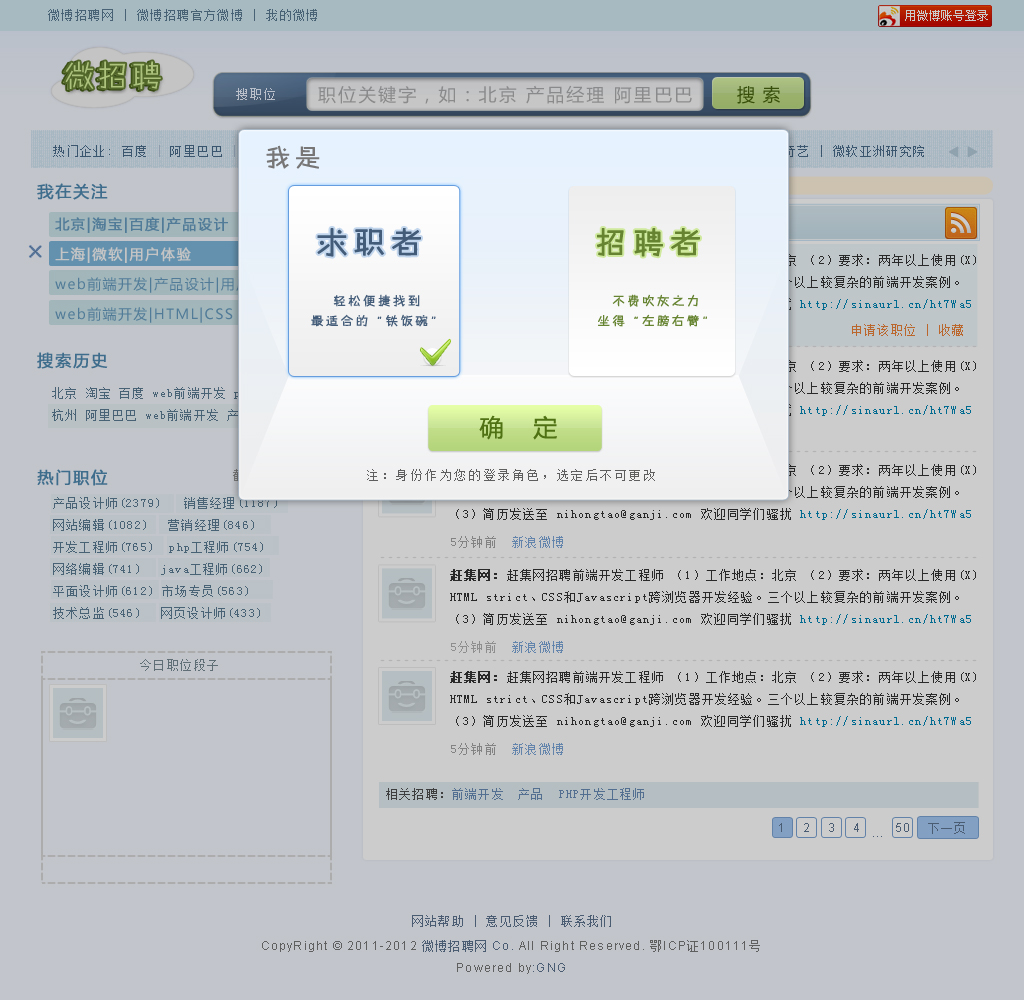 微博招聘网 | 微博招聘官方微博 | 我的微博
用微博账号登录
微招聘
搜职位
职位关键字，如：北京 产品经理 阿里巴巴
搜 索
热门企业： 百度 | 阿里巴巴 |
奇艺 | 微软亚洲研究院
我是
求职者
轻松便捷找到
最适合的“铁饭碗”
招聘者
不费吹灰之力
坐得“左膀右臂”
确 定
注：身份作为您的登录角色，选定后不可更改
我在关注
北京|淘宝|百度|产品设计
上海|微软|用户体验
web前端开发|产品设计|用
web前端开发|HTML|CSS
搜索历史
北京 淘宝 百度 web前端开发
杭州 阿里巴巴 web前端开发 产
热门职位
产品设计师(2379) 销售经理(1187)
网站编辑(1082) 营销经理(846)
开发工程师(765) php工程师(754)
网络编辑(741) java工程师(662)
平面设计师(612) 市场专员(563)
技术总监(546) 网页设计师(433)
今日职位段子
京 （2）要求：两年以上使用(X)
个以上较复杂的前端开发案例。
http://sinaurl.cn/ht7Wa5
申请该职位 | 收藏
京 （2）要求：两年以上使用(X)
个以上较复杂的前端开发案例。
http://sinaurl.cn/ht7Wa5
京 （2）要求：两年以上使用(X)
个以上较复杂的前端开发案例。
（3）简历发送至 nihongtao@ganji.com 欢迎同学们骚扰 http://sinaurl.cn/ht7Wa5
5分钟前 新浪微博
赶集网：赶集网招聘前端开发工程师 （1）工作地点：北京 （2）要求：两年以上使用(X)
HTML strict、CSS和Javascript跨浏览器开发经验。三个以上较复杂的前端开发案例。
（3）简历发送至 nihongtao@ganji.com 欢迎同学们骚扰 http://sinaurl.cn/ht7Wa5
5分钟前 新浪微博
赶集网：赶集网招聘前端开发工程师 （1）工作地点：北京 （2）要求：两年以上使用(X)
HTML strict、CSS和Javascript跨浏览器开发经验。三个以上较复杂的前端开发案例。
（3）简历发送至 nihongtao@ganji.com 欢迎同学们骚扰 http://sinaurl.cn/ht7Wa5
5分钟前 新浪微博
相关招聘：前端开发 产品 PHP开发工程师
1 2 3 4 ... 50 下一页
网站帮助 | 意见反馈 | 联系我们
CopyRight © 2011-2012 微博招聘网 Co. All Right Reserved. 鄂ICP证100111号
Powered by:GNG